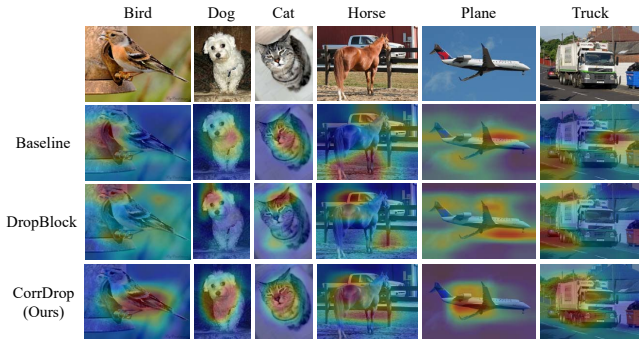 Bird Dog Cat Horse Plane Truck
Baseline
DropBlock
CorrDrop
(Ours)